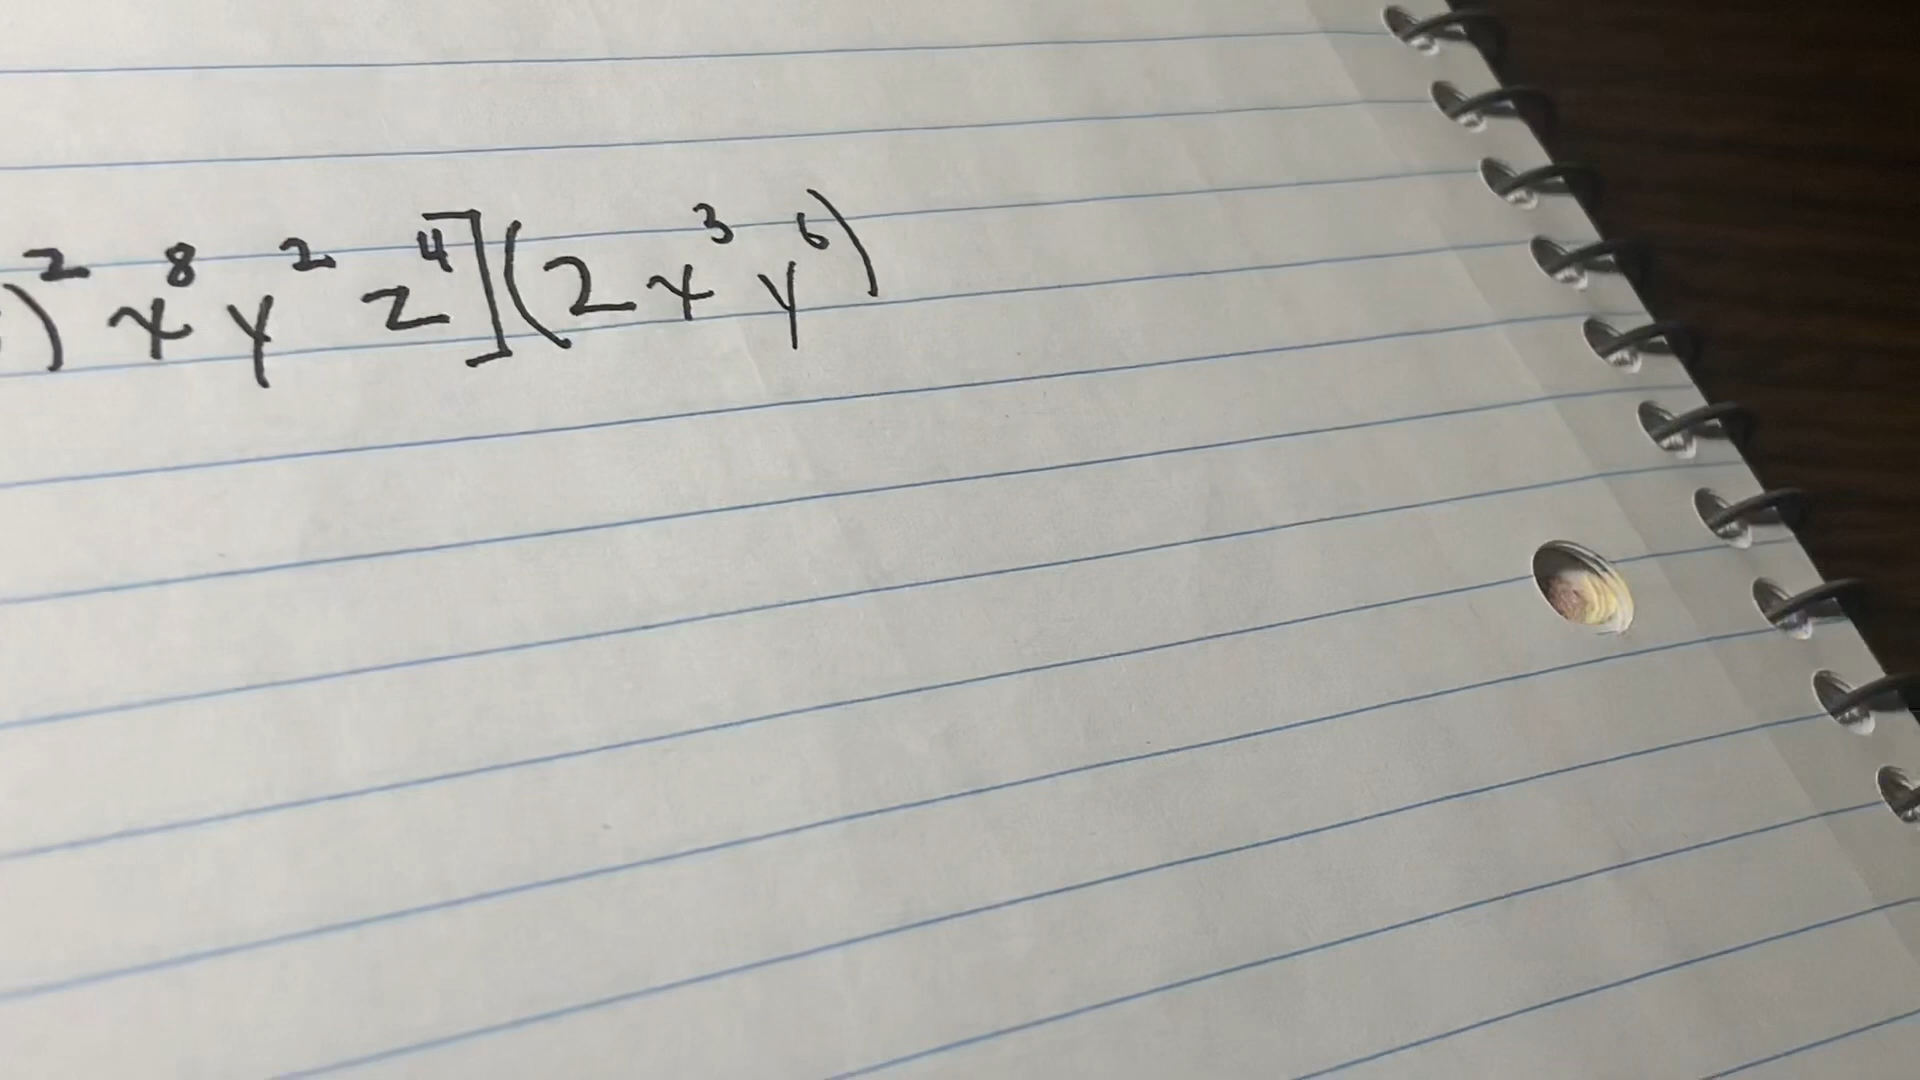 )² x⁸ y² z⁴](2x³y⁶)